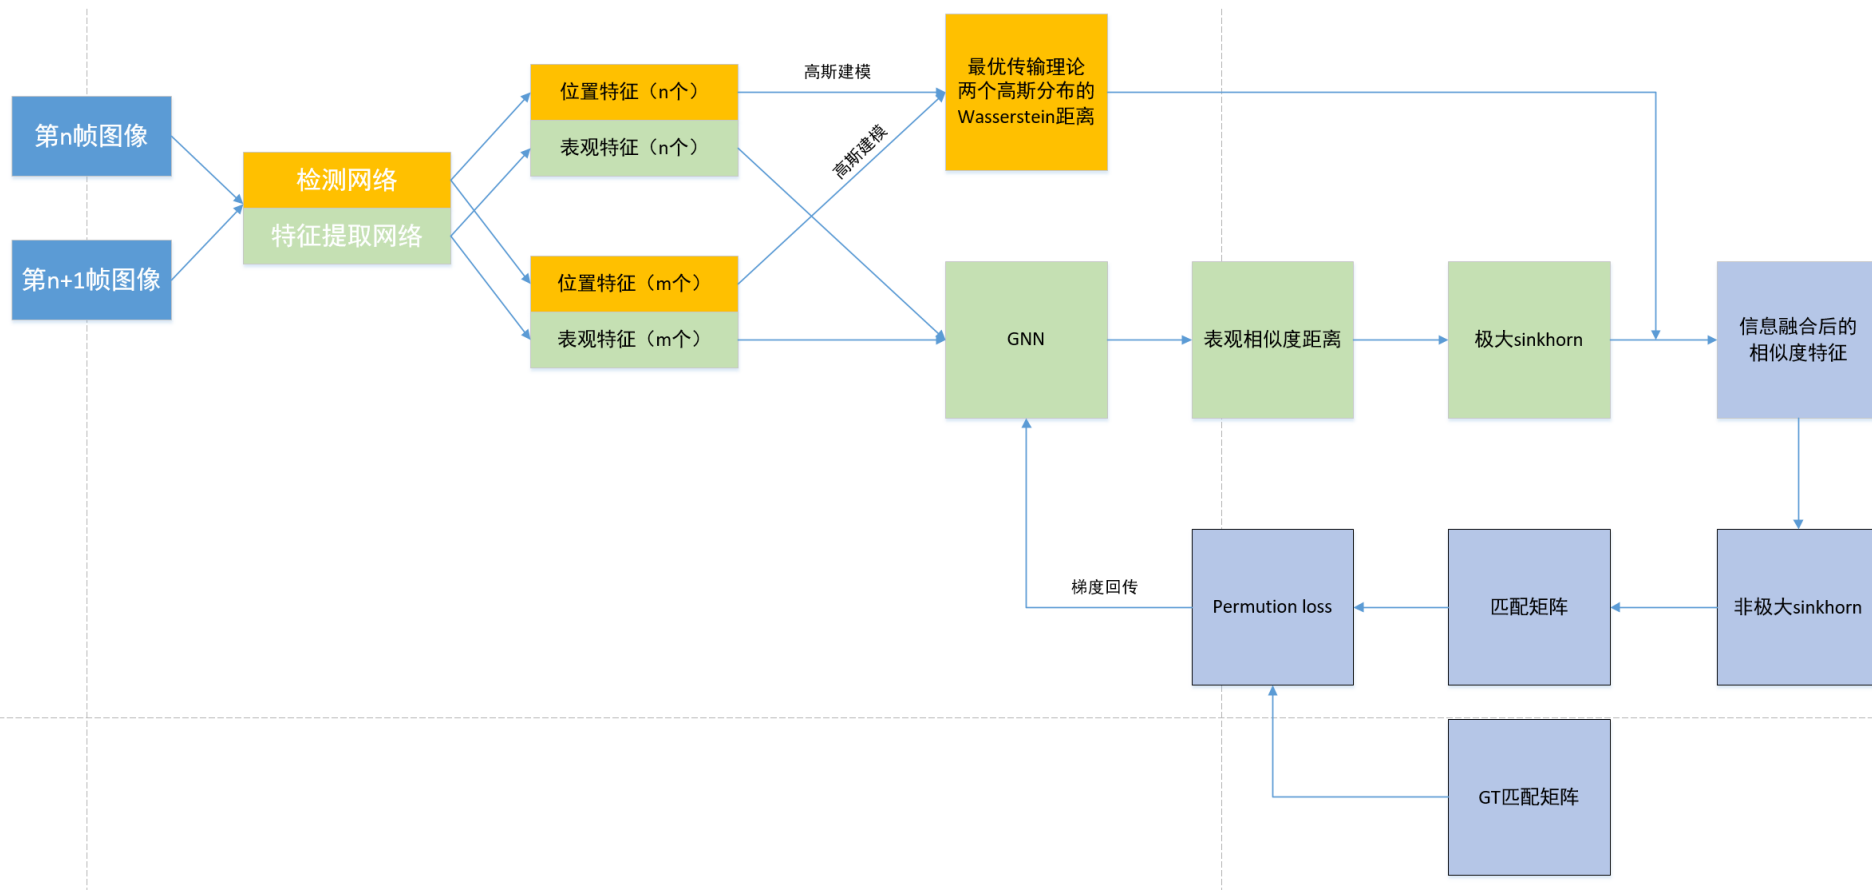 第n帧图像
第n+1帧图像
检测网络
特征提取网络
位置特征（n个）
表观特征（n个）
位置特征（m个）
表观特征（m个）
高斯建模
高斯建模
最优传输理论
两个高斯分布的
Wasserstein距离
GNN
表观相似度距离
极大sinkhorn
信息融合后的
相似度特征
梯度回传
Permution loss
匹配矩阵
非极大sinkhorn
GT匹配矩阵